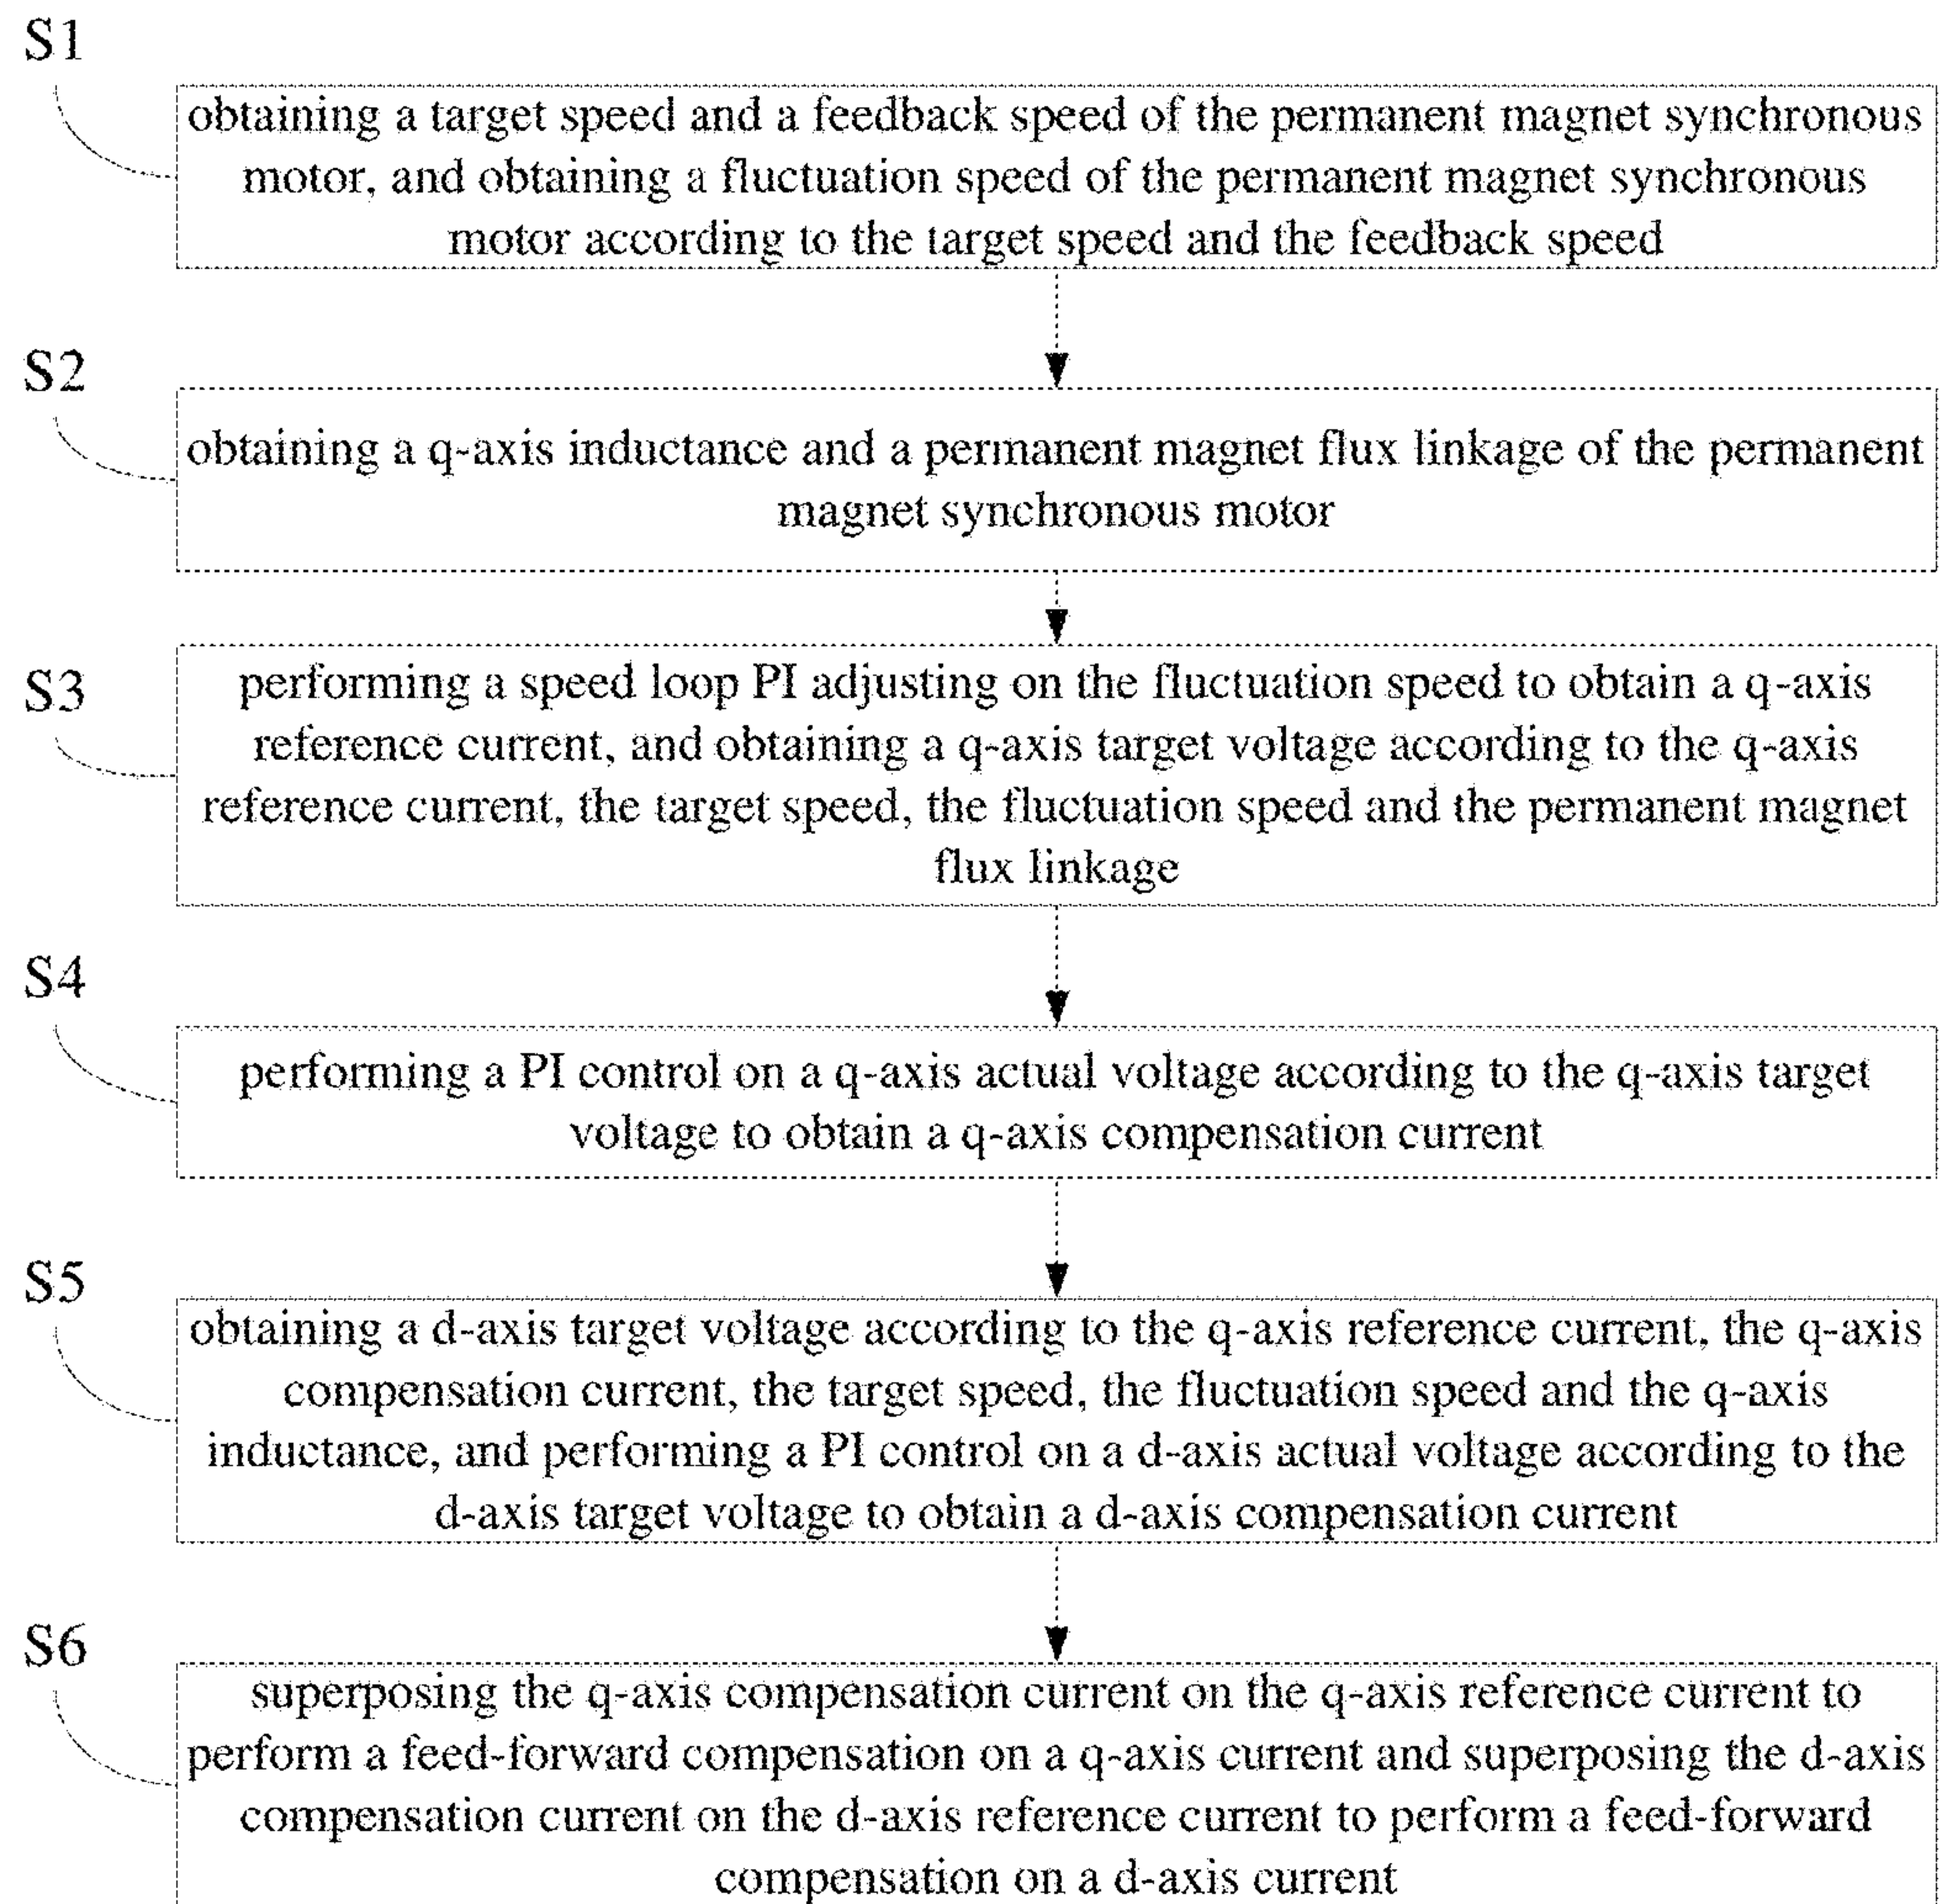 S1
obtaining a target speed and a feedback speed of the permanent magnet synchronous
motor, and obtaining a fluctuation speed of the permanent magnet synchronous
motor according to the target speed and the feedback speed
S2
obtaining a q-axis inductance and a permanent magnet flux linkage of the permanent
magnet synchronous motor
S3
performing a speed loop PI adjusting on the fluctuation speed to obtain a q-axis
reference current, and obtaining a q-axis target voltage according to the q-axis
reference current, the target speed, the fluctuation speed and the permanent magnet
flux linkage
S4
performing a PI control on a q-axis actual voltage according to the q-axis target
voltage to obtain a q-axis compensation current
S5
obtaining a d-axis target voltage according to the q-axis reference current, the q-axis
compensation current, the target speed, the fluctuation speed and the q-axis
inductance, and performing a PI control on a d-axis actual voltage according to the
d-axis target voltage to obtain a d-axis compensation current
S6
superposing the q-axis compensation current on the q-axis reference current to
perform a feed-forward compensation on a q-axis current and superposing the d-axis
compensation current on the d-axis reference current to perform a feed-forward
compensation on a d-axis current